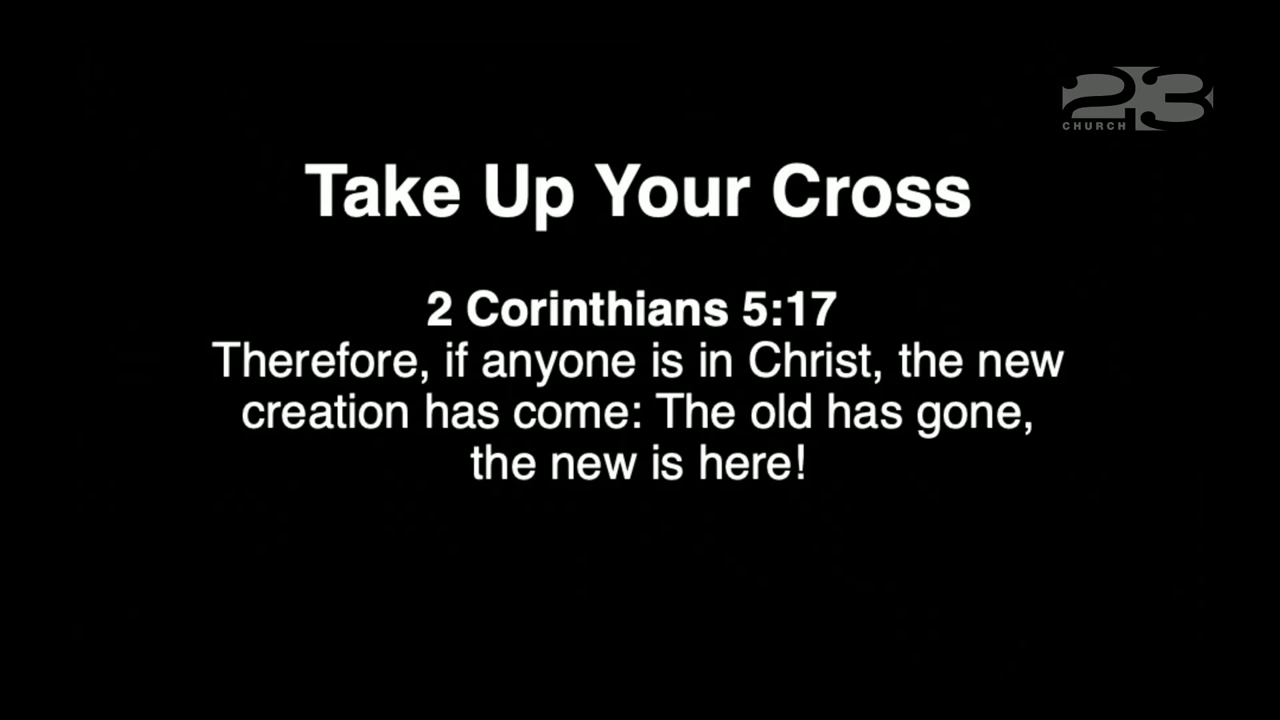 23
CHURCH
Take Up Your Cross
2 Corinthians 5:17
Therefore, if anyone is in Christ, the new
creation has come: The old has gone,
the new is here!